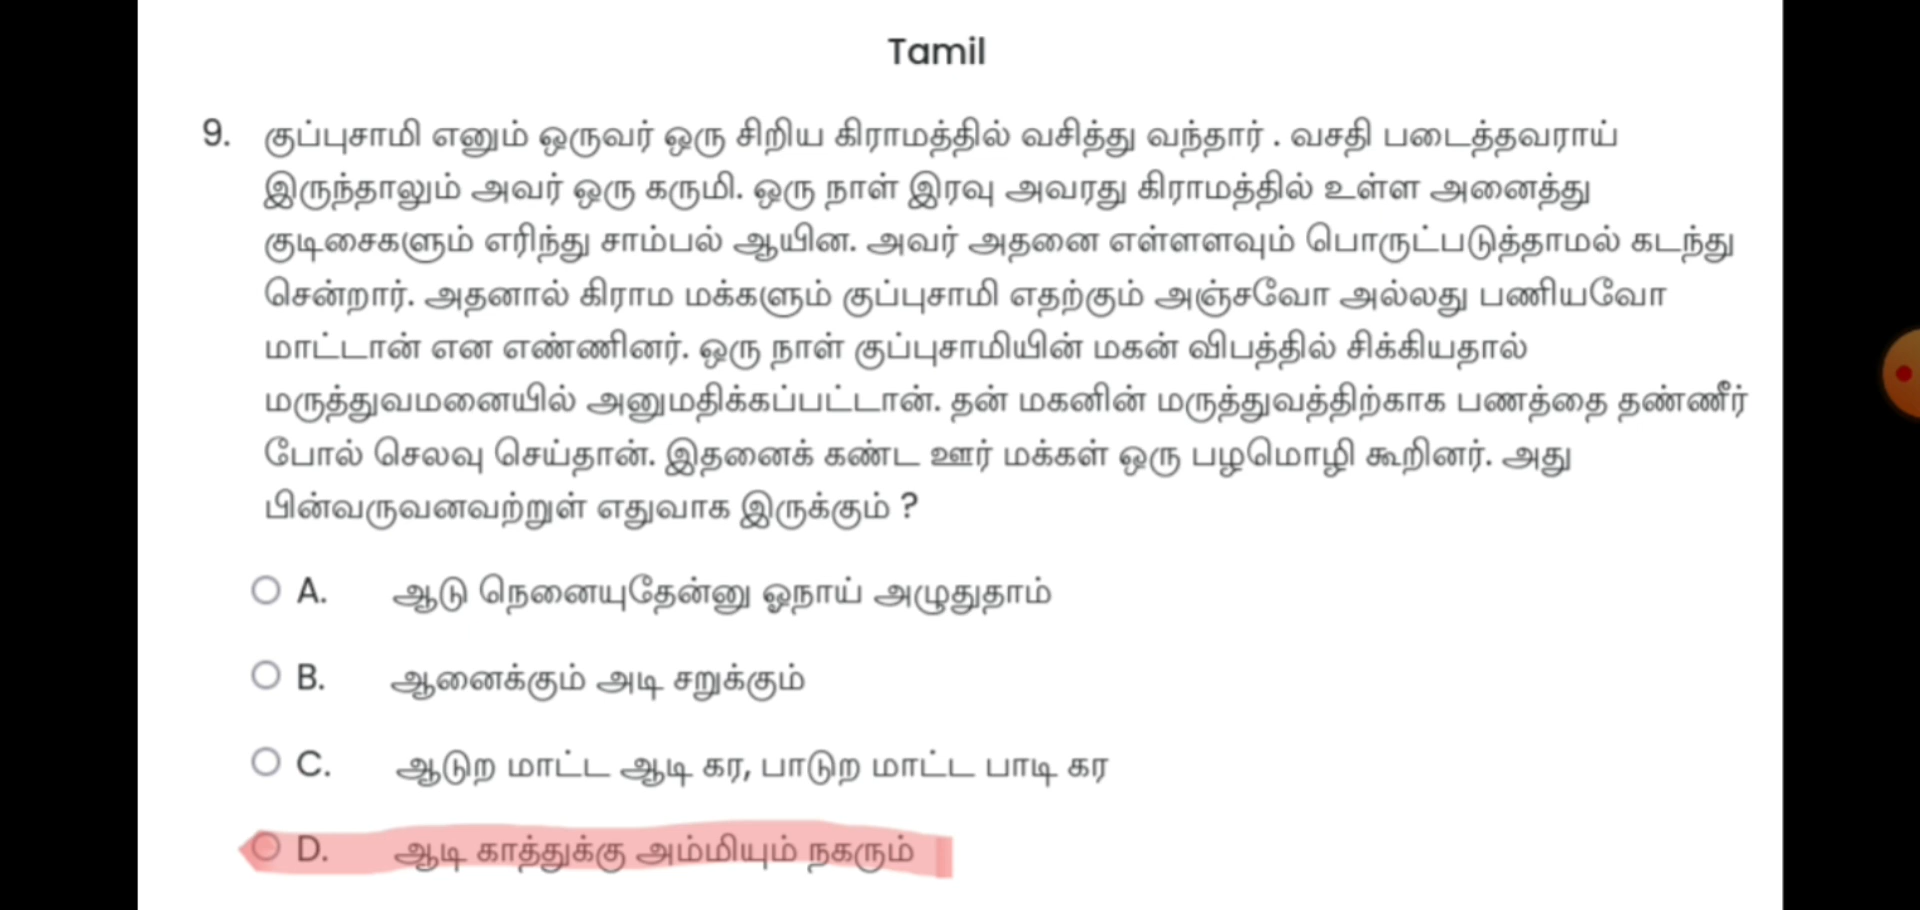 Tamil
9. குப்புசாமி எனும் ஒருவர் ஒரு சிறிய கிராமத்தில் வசித்து வந்தார் . வசதி படைத்தவராய்
இருந்தாலும் அவர் ஒரு கருமி. ஒரு நாள் இரவு அவரது கிராமத்தில் உள்ள அனைத்து
குடிசைகளும் எரிந்து சாம்பல் ஆயின. அவர் அதனை எள்ளளவும் பொருட்படுத்தாமல் கடந்து
சென்றார். அதனால் கிராம மக்களும் குப்புசாமி எதற்கும் அஞ்சவோ அல்லது பணியவோ
மாட்டான் என எண்ணினர். ஒரு நாள் குப்புசாமியின் மகன் விபத்தில் சிக்கியதால்
மருத்துவமனையில் அனுமதிக்கப்பட்டான். தன் மகனின் மருத்துவத்திற்காக பணத்தை தண்ணீர்
போல் செலவு செய்தான். இதனைக் கண்ட ஊர் மக்கள் ஒரு பழமொழி கூறினர். அது
பின்வருவனவற்றுள் எதுவாக இருக்கும் ?
A. ஆடு நெனையுதேன்னு ஓநாய் அழுதுதாம்
B. ஆனைக்கும் அடி சறுக்கும்
C. ஆடுற மாட்ட ஆடி கர, பாடுற மாட்ட பாடி கர
D. ஆடி காத்துக்கு அம்மியும் நகரும்